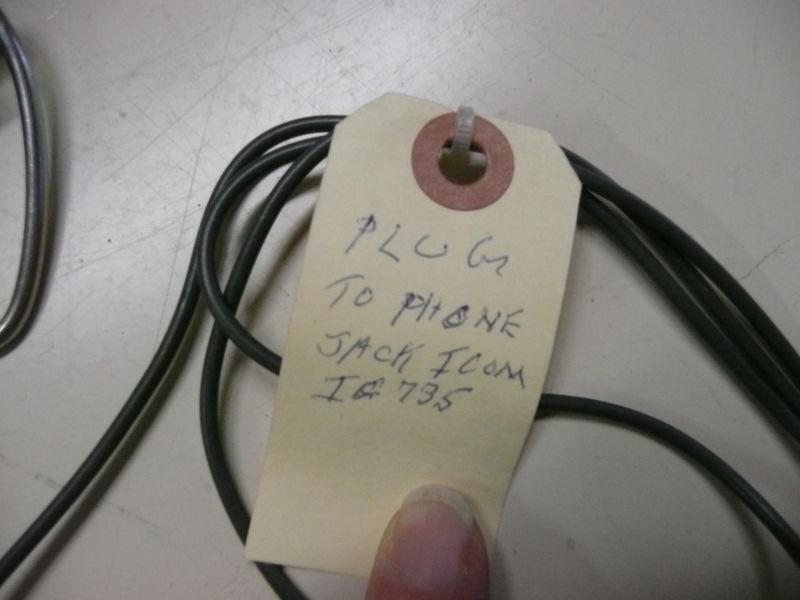 PLUG
TO PHONE
JACK ICOM
IC 735